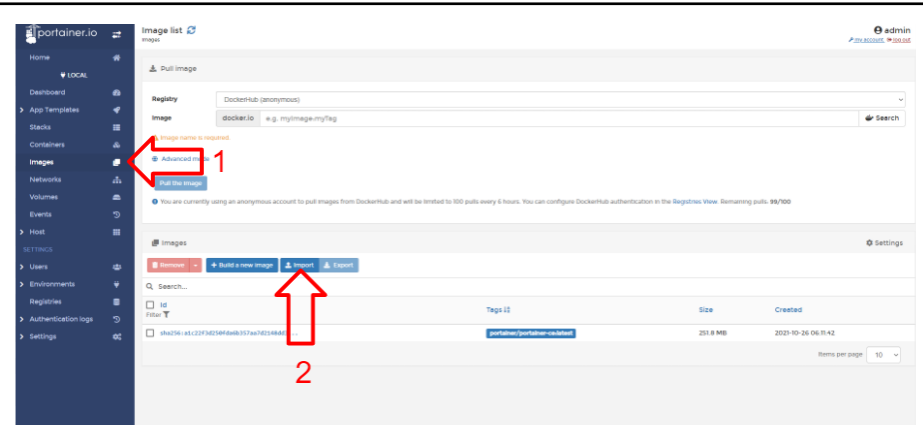 portainer.io
Image list
Images
admin
my account log out
Home
LOCAL
Dashboard
App Templates
Stacks
Containers
Images
Networks
Volumes
Events
Host
SETTINGS
Users
Environments
Registries
Authentication logs
Settings
Pull image
Registry
DockerHub (anonymous)
Image
docker.io e.g. myImage:myTag
Search
Image name is required.
Advanced mode
1
Pull the image
You are currently using an anonymous account to pull images from DockerHub and will be limited to 100 pulls every 6 hours. You can configure DockerHub authentication in the Registries View. Remaining pulls: 99/100
Images
Settings
Remove
+ Build a new image
Import
Export
Search...
Id
Filter
Tags
Size
Created
portainer/portainer-ce:latest
251.8 MB
2021-10-26 06:11:42
Items per page 10
2